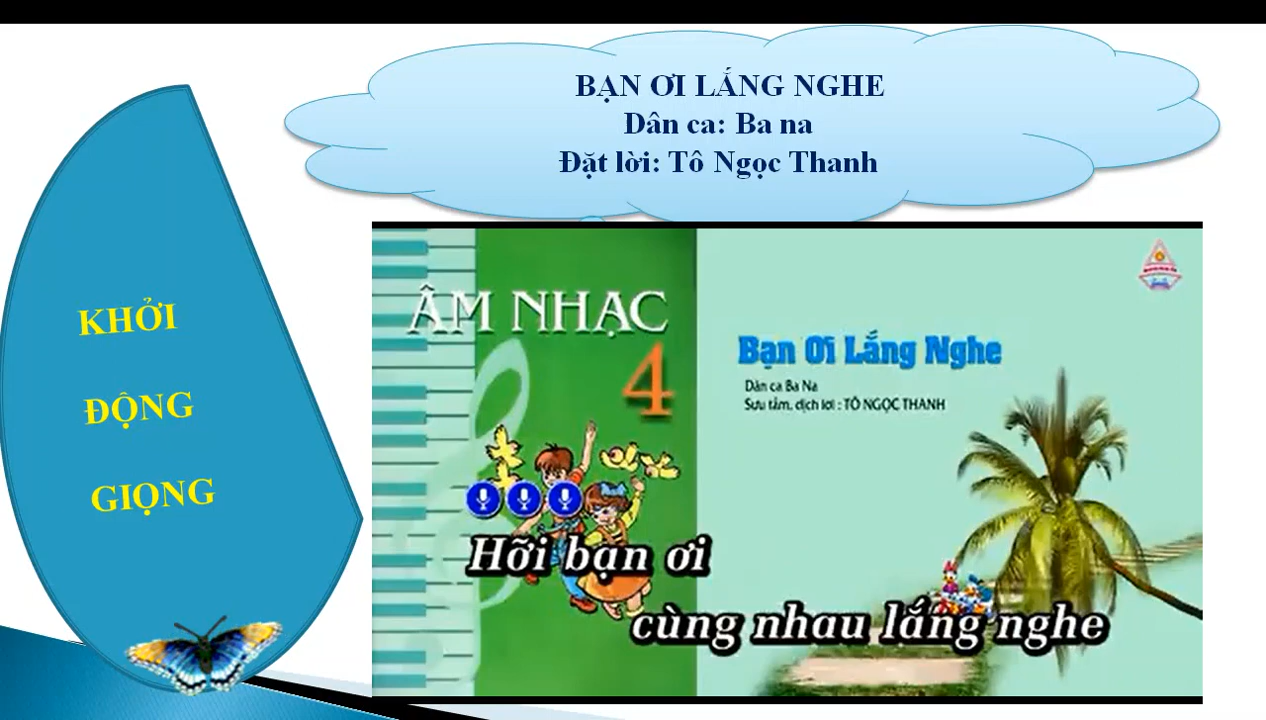 BẠN ƠI LẮNG NGHE
Dân ca: Ba na
Đặt lời: Tô Ngọc Thanh
KHỞI
ĐỘNG
GIỌNG
ÂM NHẠC
4
Bạn Ơi Lắng Nghe
Dân ca Ba Na
Sưu tầm, dịch lời : TÔ NGỌC THANH
Hỡi bạn ơi
cùng nhau lắng nghe